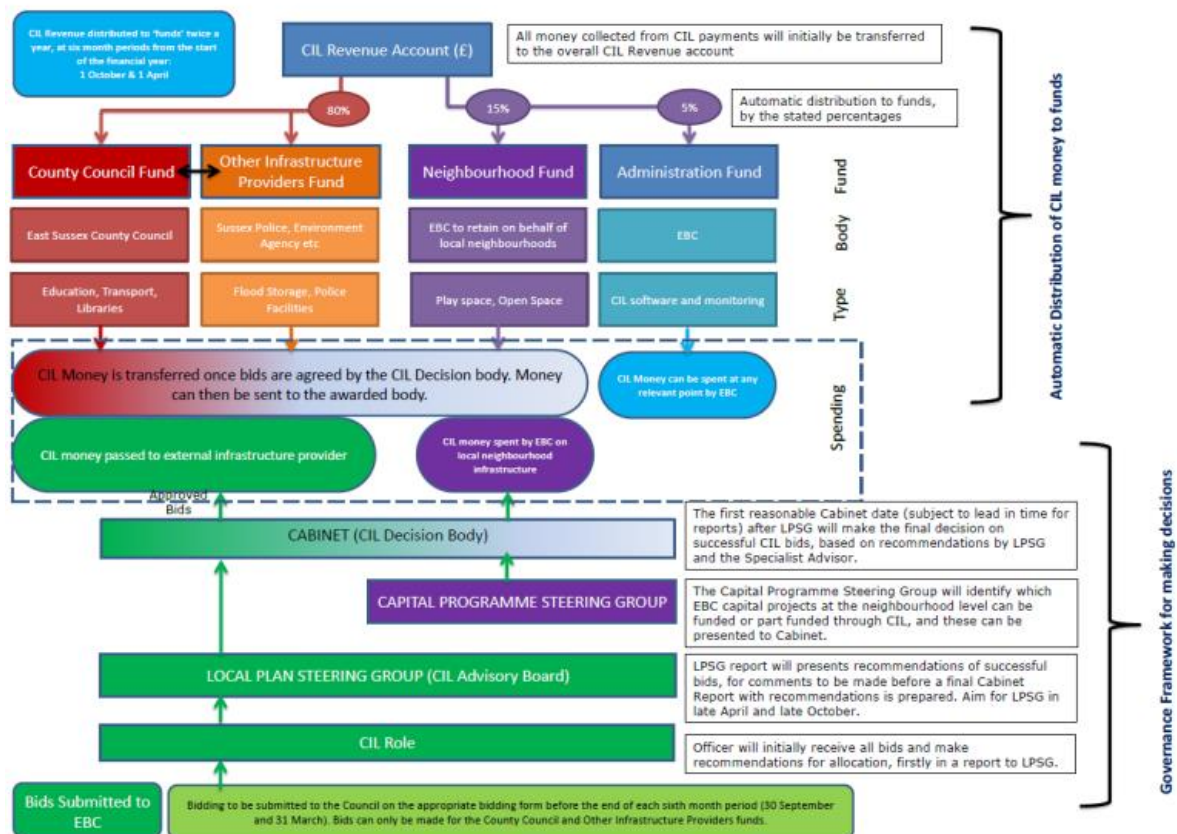 CIL Revenue distributed to 'funds' twice a
year, at six month periods from the start
of the financial year:
1 October & 1 April
CIL Revenue Account (£)
All money collected from CIL payments will initially be transferred
to the overall CIL Revenue account
80%
15%
5%
Automatic distribution to funds,
by the stated percentages
County Council Fund
Other Infrastructure
Providers Fund
Neighbourhood Fund
Administration Fund
Fund
East Sussex County Council
Sussex Police, Environment
Agency etc
EBC to retain on behalf of
local neighbourhoods
EBC
Body
Education, Transport,
Libraries
Flood Storage, Police
Facilities
Play space, Open Space
CIL software and monitoring
Type
Automatic Distribution of CIL money to funds
CIL Money is transferred once bids are agreed by the CIL Decision body. Money
can then be sent to the awarded body.
CIL Money can be spent at any
relevant point by EBC
Spending
CIL money passed to external infrastructure provider
CIL money spent by EBC on
local neighbourhood
infrastructure
Approved
Bids
CABINET (CIL Decision Body)
The first reasonable Cabinet date (subject to lead in time for
reports) after LPSG will make the final decision on
successful CIL bids, based on recommendations by LPSG
and the Specialist Advisor.
CAPITAL PROGRAMME STEERING GROUP
The Capital Programme Steering Group will identify which
EBC capital projects at the neighbourhood level can be
funded or part funded through CIL, and these can be
presented to Cabinet.
LOCAL PLAN STEERING GROUP (CIL Advisory Board)
LPSG report will presents recommendations of successful
bids, for comments to be made before a final Cabinet
Report with recommendations is prepared. Aim for LPSG in
late April and late October.
CIL Role
Officer will initially receive all bids and make
recommendations for allocation, firstly in a report to LPSG.
Governance Framework for making decisions
Bids Submitted to
EBC
Bidding to be submitted to the Council on the appropriate bidding form before the end of each sixth month period (30 September
and 31 March). Bids can only be made for the County Council and Other Infrastructure Providers funds.